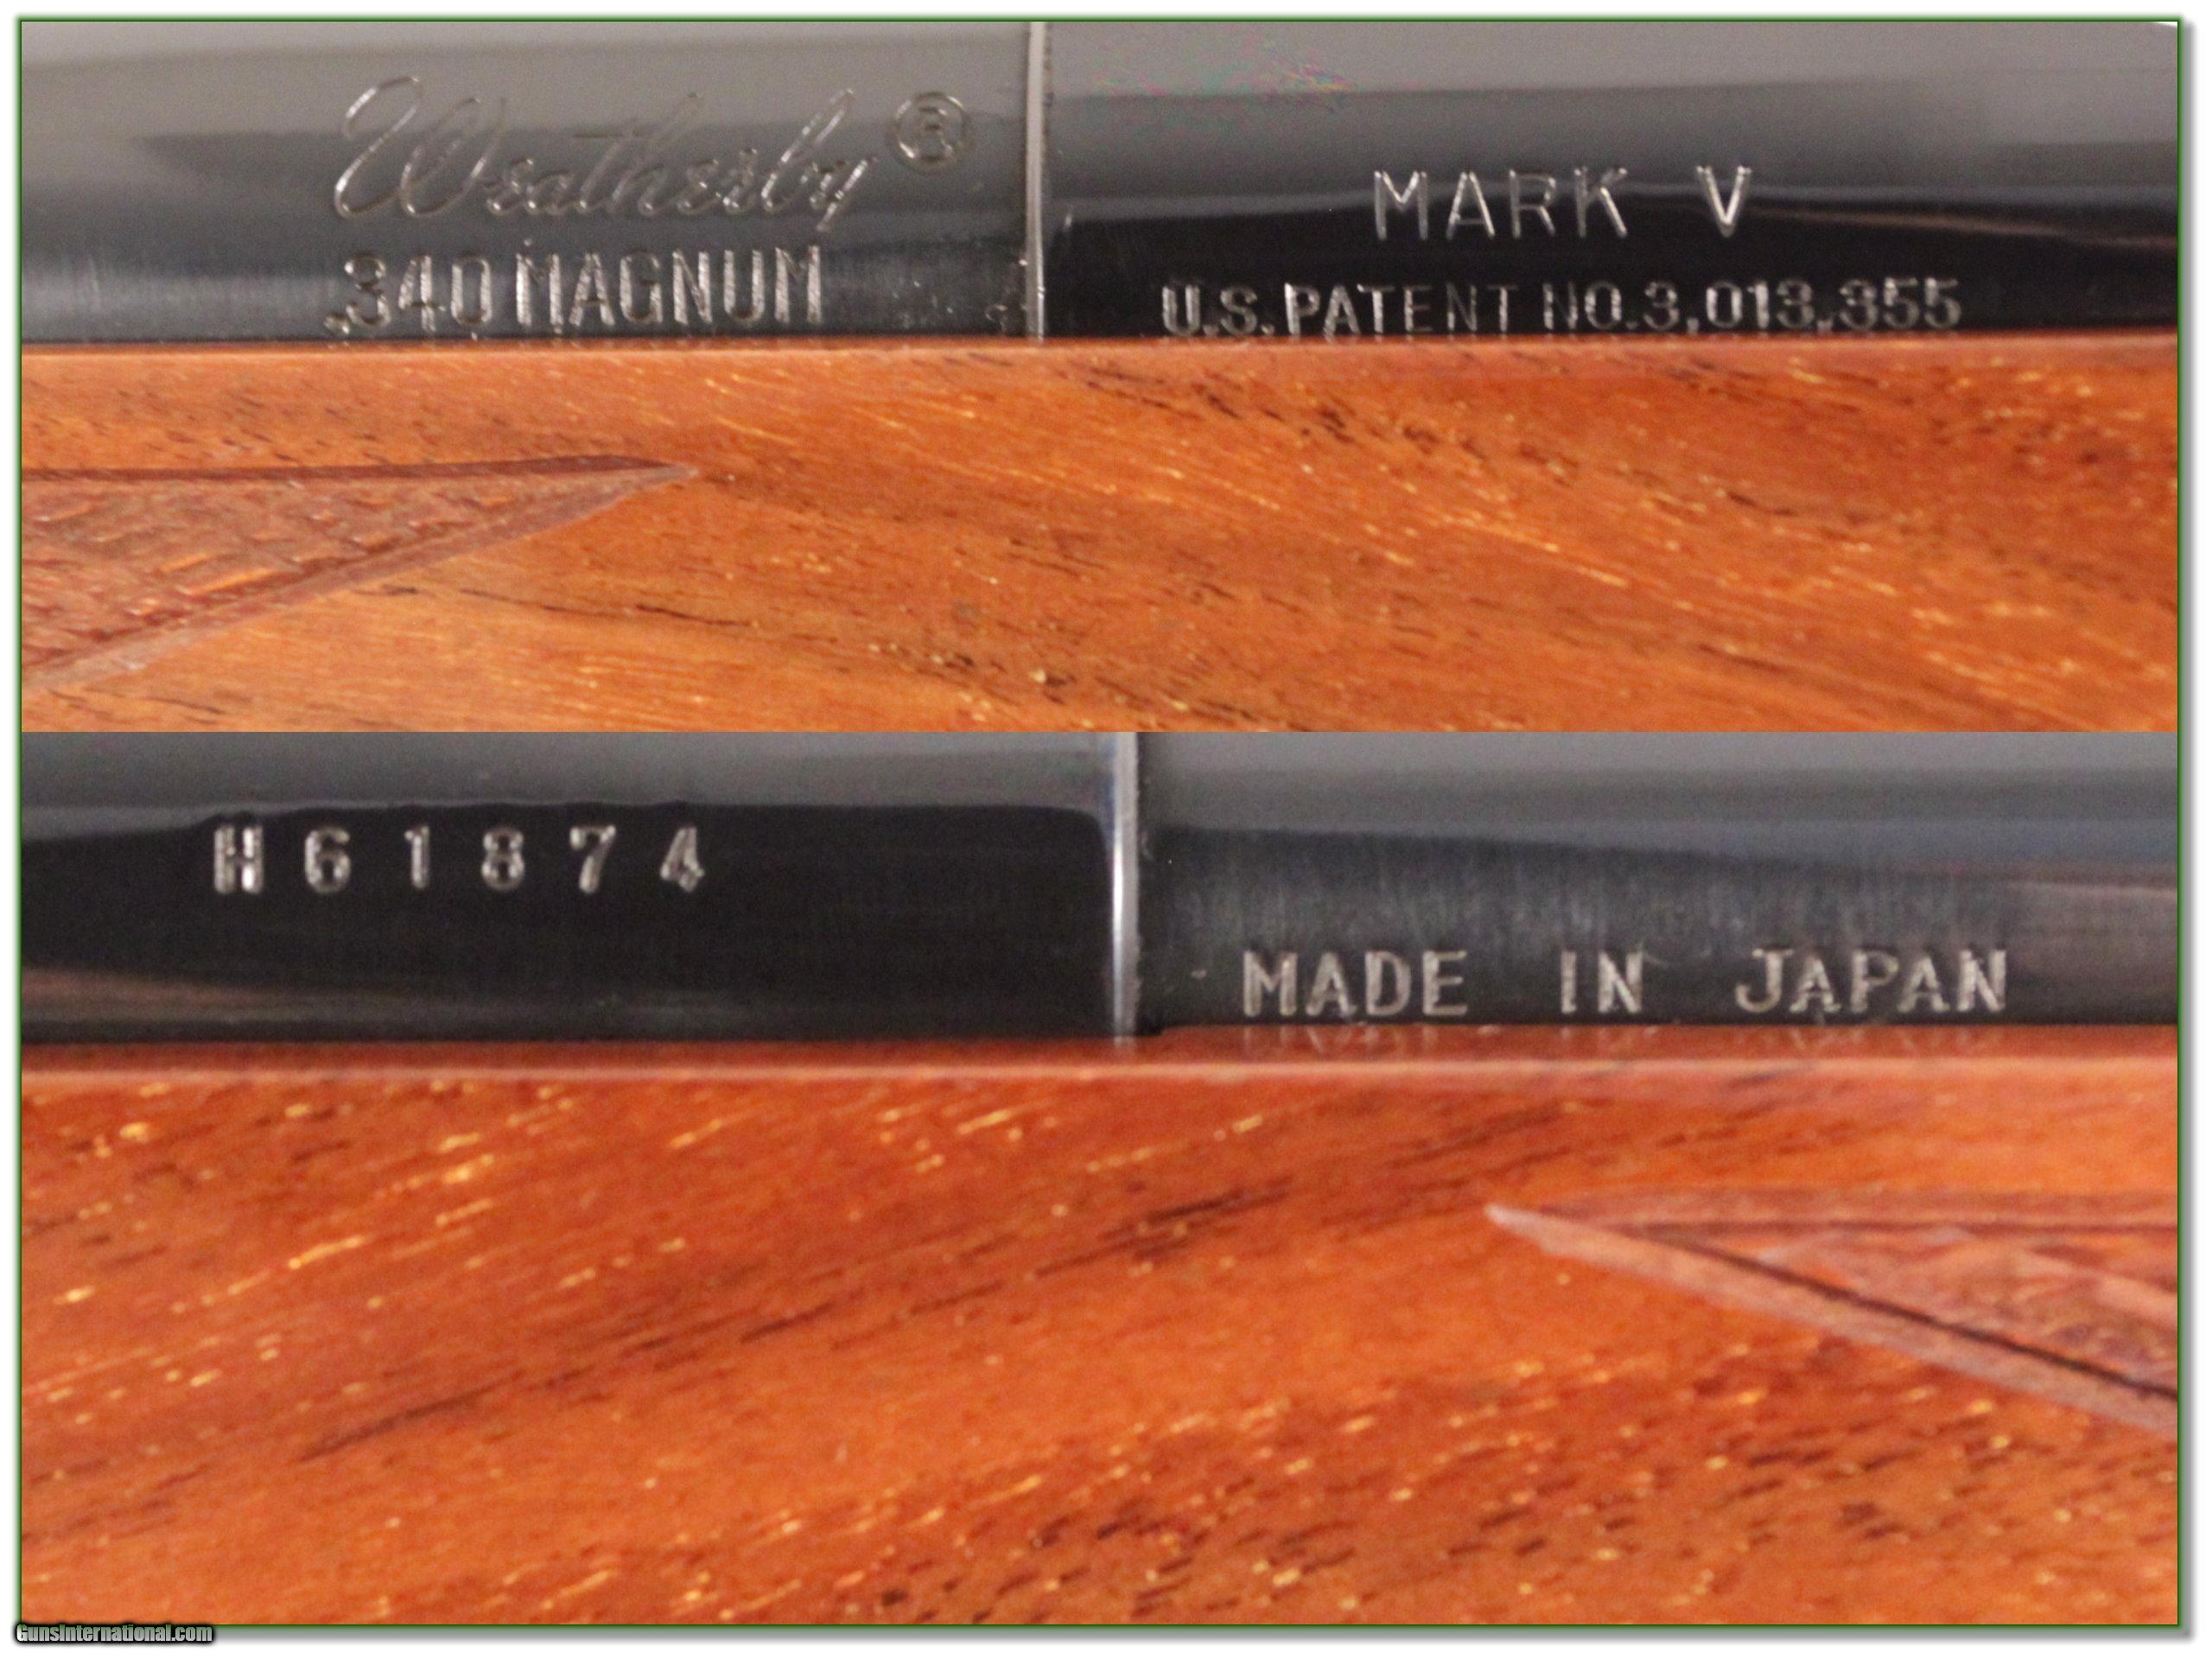 Weatherby®
.340 MAGNUM
MARK V
U.S. PATENT NO. 3,013,355
H61874
MADE IN JAPAN
GunsInternational.com